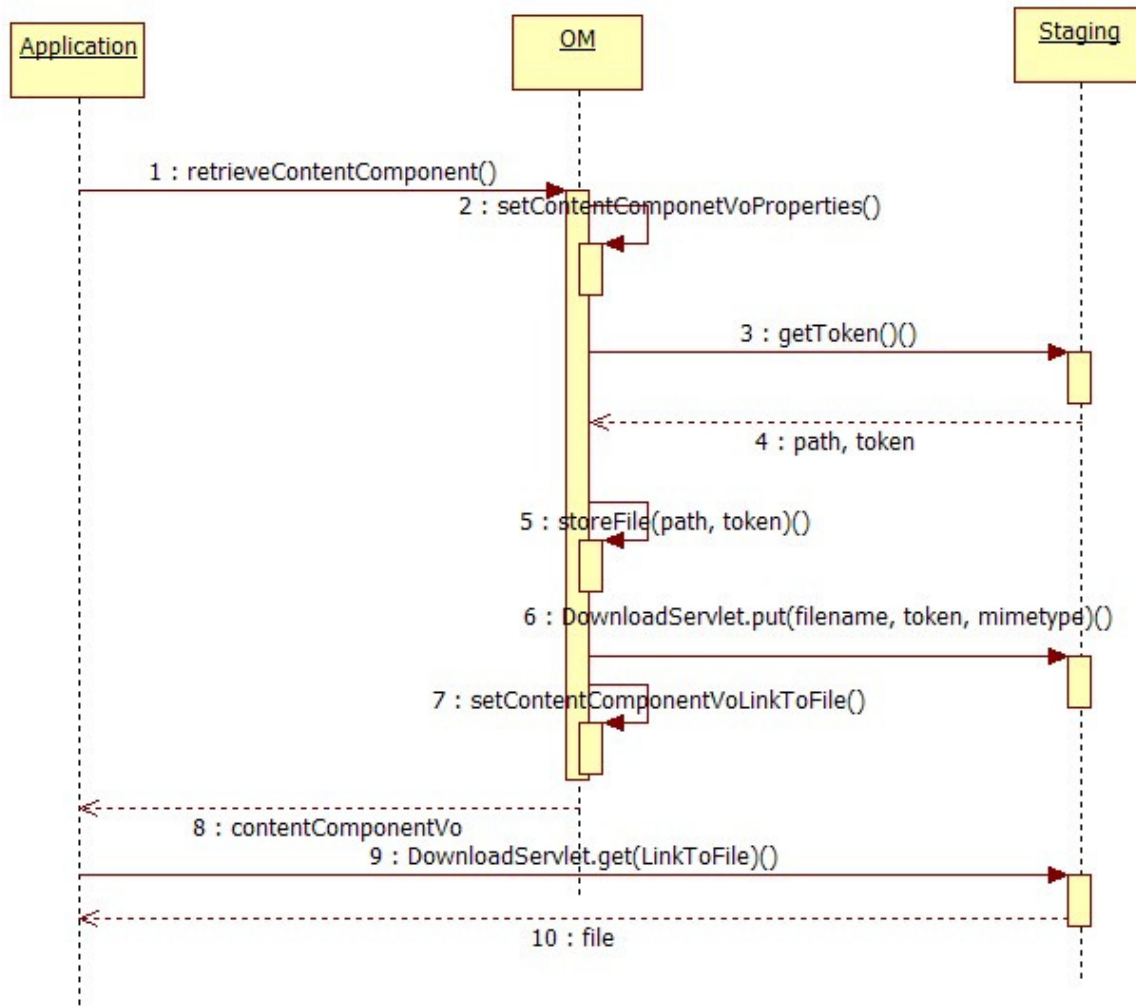 Application
OM
Staging
1 : retrieveContentComponent()
2 : setContentComponetVoProperties()
3 : getToken()()
4 : path, token
5 : storeFile(path, token)()
6 : DownloadServlet.put(filename, token, mimetype)()
7 : setContentComponentVoLinkToFile()
8 : contentComponentVo
9 : DownloadServlet.get(LinkToFile)()
10 : file